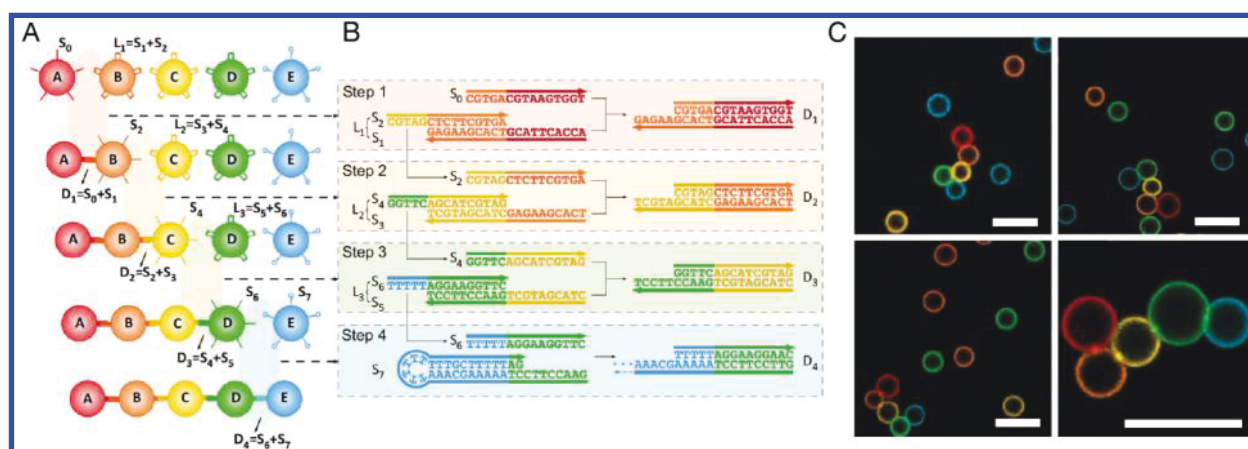 A
S0
L1=S1+S2
A B C D E
S2
L2=S3+S4
A B C D E
D1=S0+S1
S4
L3=S5+S6
A B C D E
D2=S2+S3
S6
S7
A B C D E
D3=S4+S5
A B C D E
D4=S6+S7
B
Step 1
S0 CGTGACGTAAGTGGT
L1 S2 CGTAGCTCTTCGTGA
S1 GAGAAGCACTGCATTCACCA
CGTGACGTAAGTGGT
GAGAAGCACTGCATTCACCA
D1
Step 2
S2 CGTAGCTCTTCGTGA
L2 S4 GGTTCAGCATCGTAG
S3 TCGTAGCATCGAGAAGCACT
CGTAGCTCTTCGTGA
TCGTAGCATCGAGAAGCACT
D2
Step 3
S4 GGTTCAGCATCGTAG
L3 S6 TTTTTAGGAAGGTTC
S5 TCCTTCCAAGTCGTAGCATC
GGTTCAGCATCGTAG
TCCTTCCAAGTCGTAGCATC
D3
Step 4
S6 TTTTTAGGAAGGTTC
S7
TTTGCTTTTTAG
AAACGAAAAATCCTTCCAAG
TTTTTAGGAAGGAAC
AAACGAAAAATCCTTCCTTG
D4
C